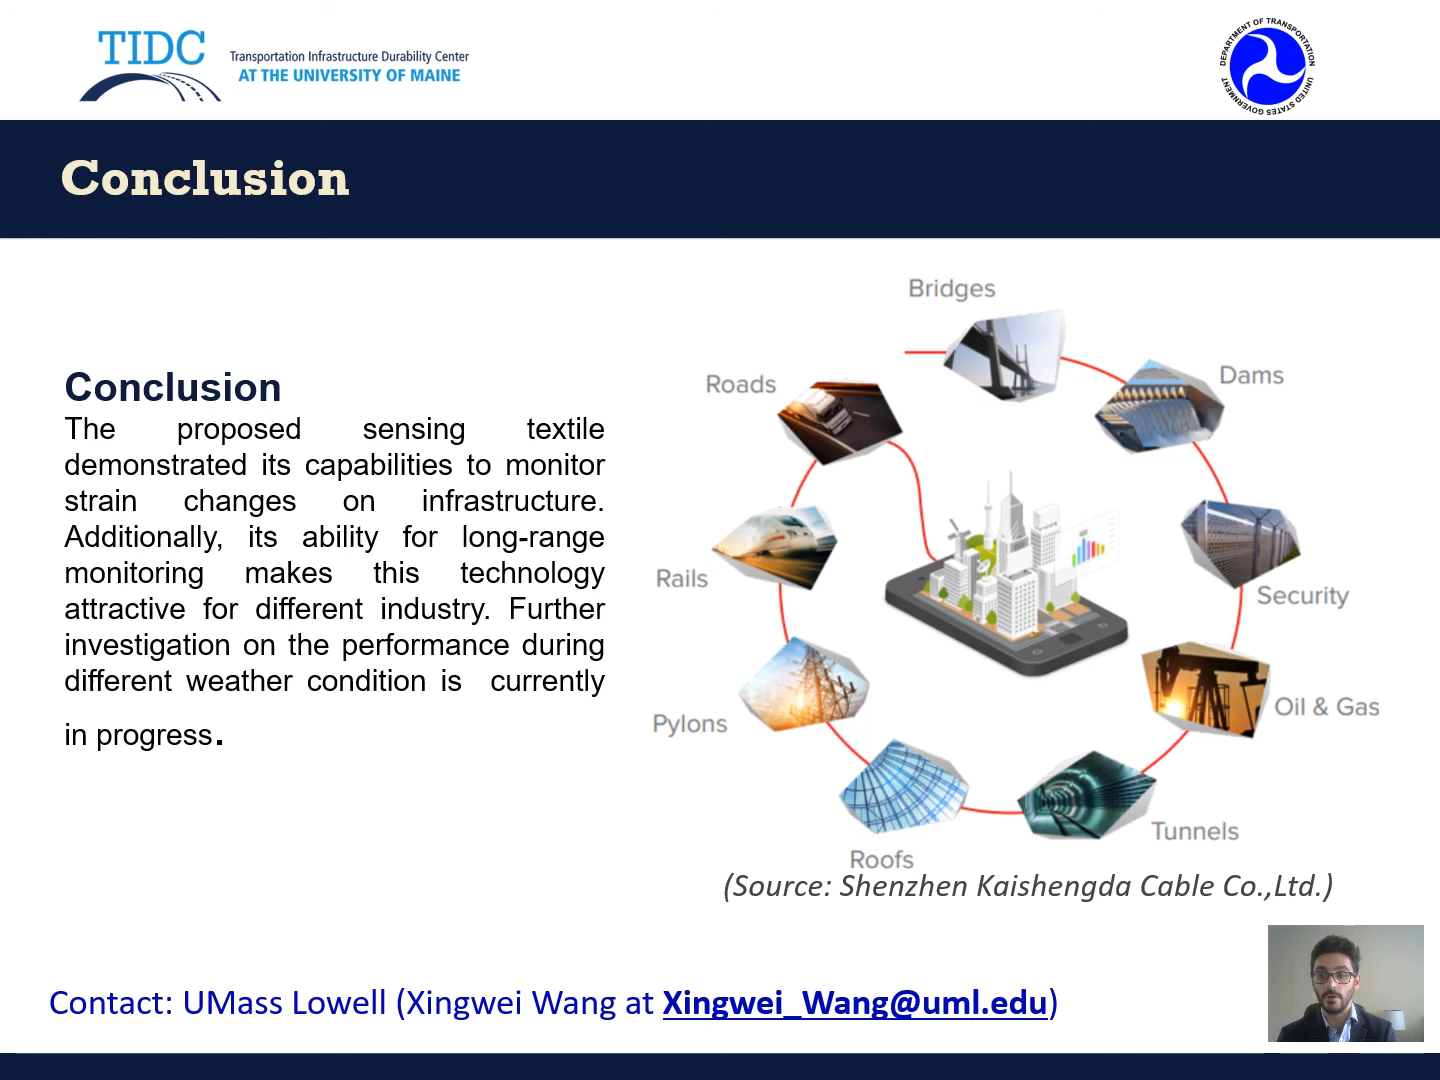 TIDC
Transportation Infrastructure Durability Center
AT THE UNIVERSITY OF MAINE
DEPARTMENT OF TRANSPORTATION
UNITED STATES GOVERNMENT
Conclusion
Conclusion
The proposed sensing textile
demonstrated its capabilities to monitor
strain changes on infrastructure.
Additionally, its ability for long-range
monitoring makes this technology
attractive for different industry. Further
investigation on the performance during
different weather condition is currently
in progress.
Bridges
Dams
Roads
Security
Rails
Oil & Gas
Pylons
Tunnels
Roofs
(Source: Shenzhen Kaishengda Cable Co.,Ltd.)
Contact: UMass Lowell (Xingwei Wang at Xingwei_Wang@uml.edu)